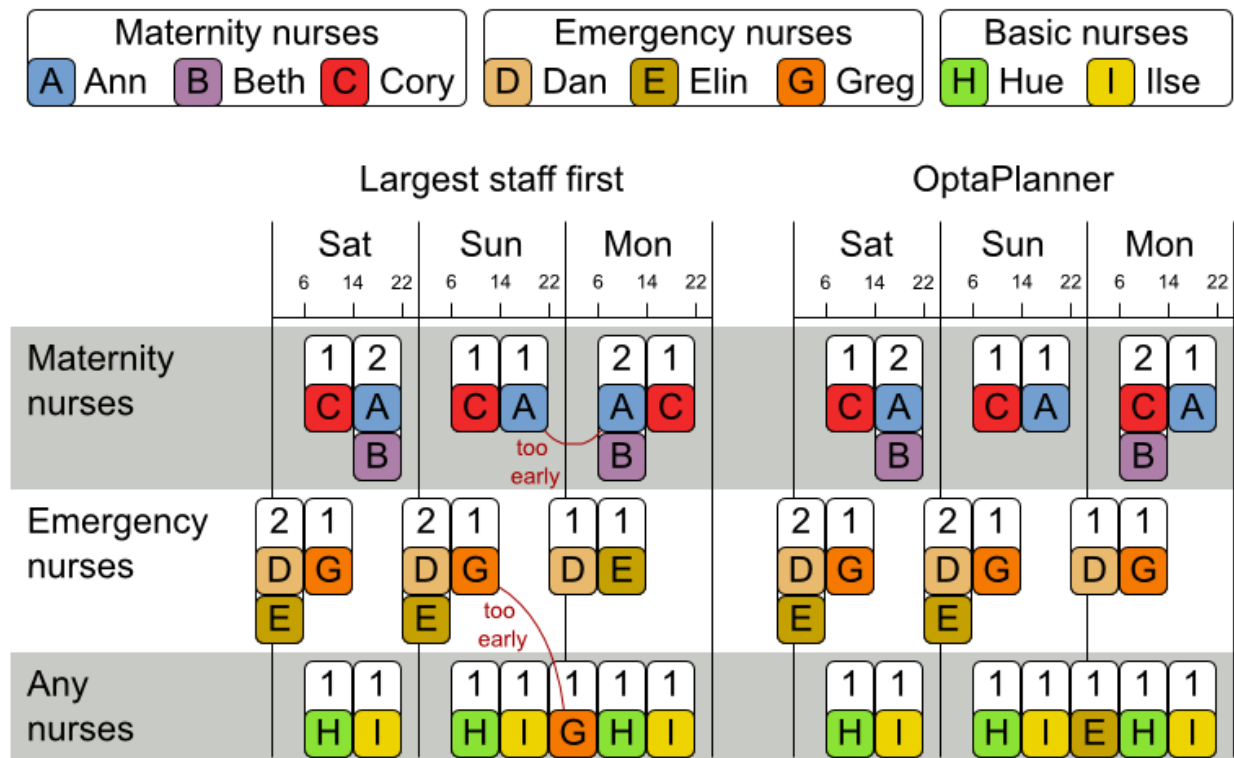 Maternity nurses Emergency nurses Basic nurses
A Ann B Beth C Cory D Dan E Elin G Greg H Hue I Ilse
Largest staff first OptaPlanner
Sat Sun Mon Sat Sun Mon
6 14 22 6 14 22 6 14 22 6 14 22 6 14 22 6 14 22
Maternity 1 2 1 1 2 1 1 2 1 1 2 1
nurses C A C A A C C A C A C A
too
B B B B
early
Emergency 2 1 2 1 1 1 2 1 2 1 1 1
nurses D G D G D E D G D G D G
too
E E E E
early
Any 1 1 1 1 1 1 1 1 1 1 1 1 1 1
nurses H I H I G H I H I H I E H I